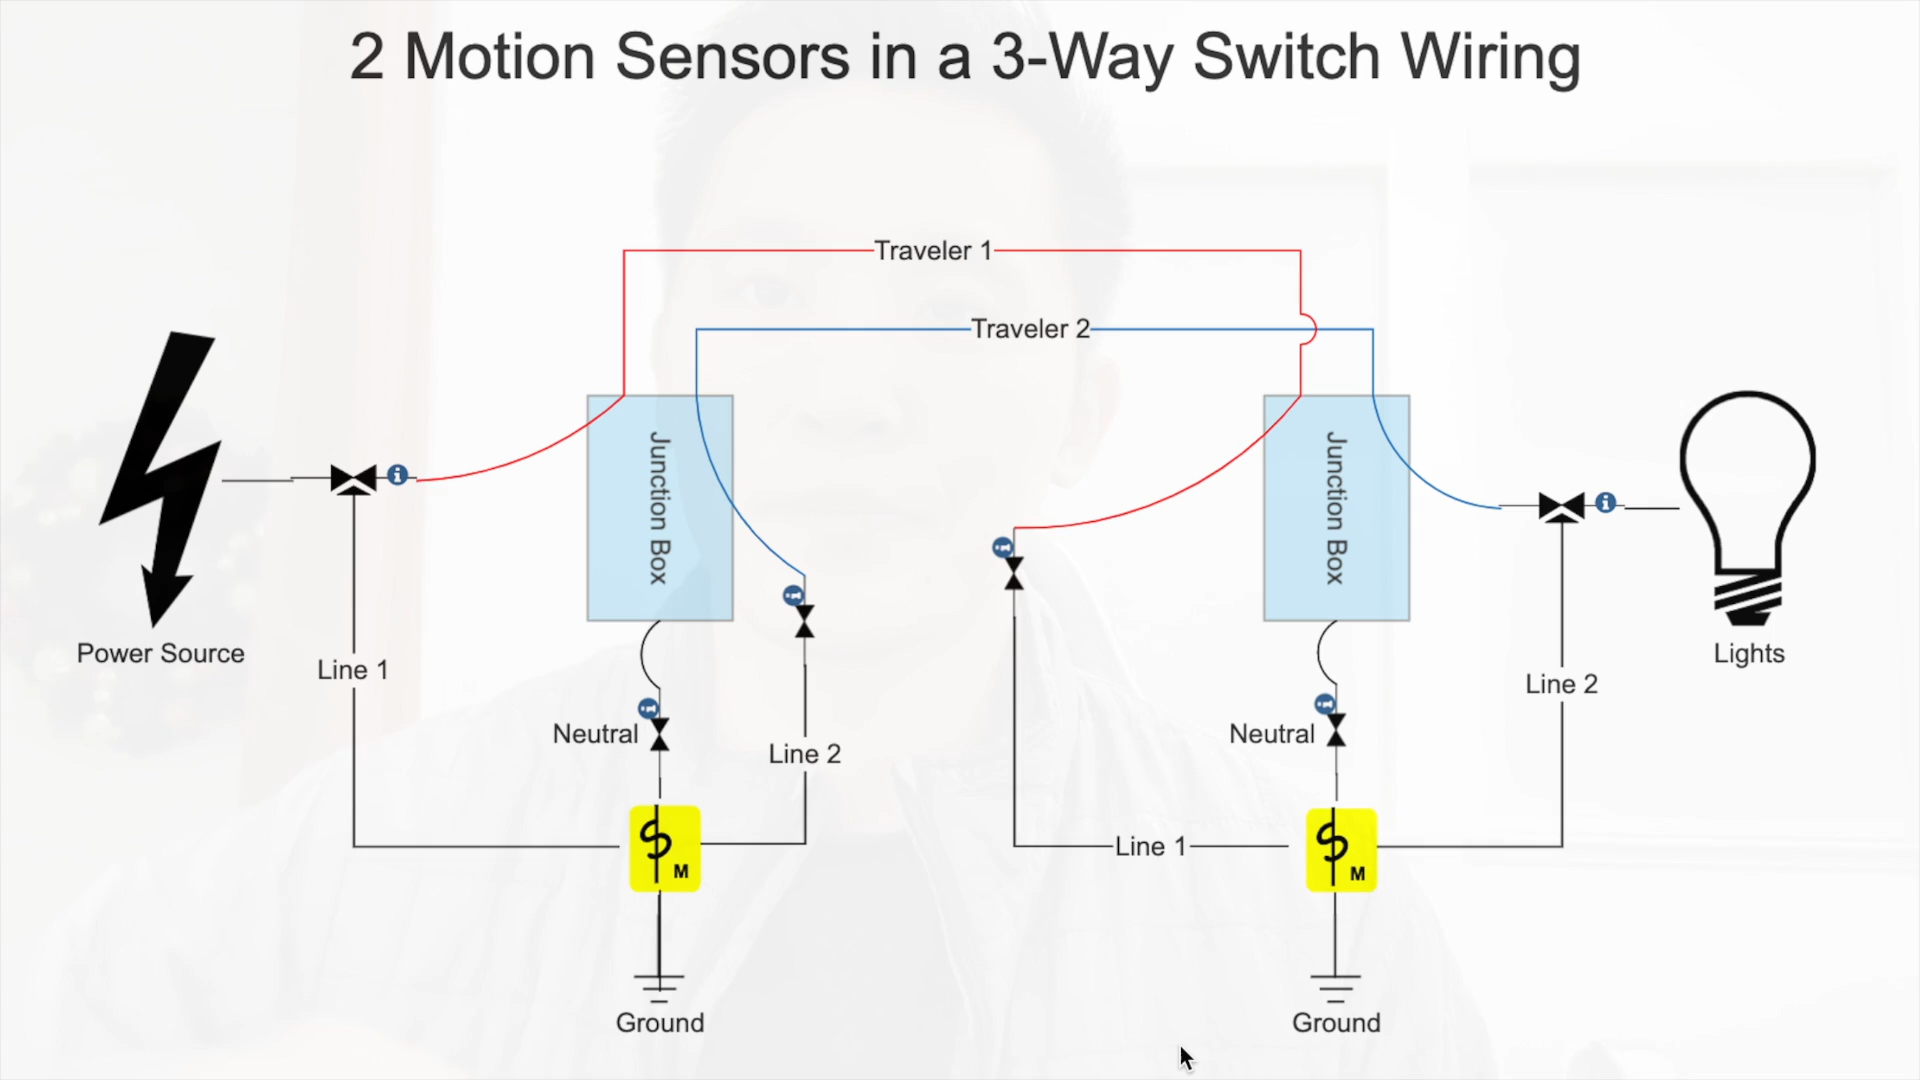 2 Motion Sensors in a 3-Way Switch Wiring
Traveler 1
Traveler 2
Junction Box
Junction Box
Power Source
Lights
Line 1
Line 2
Neutral
Line 2
Neutral
Line 1
$ M
$ M
Ground
Ground